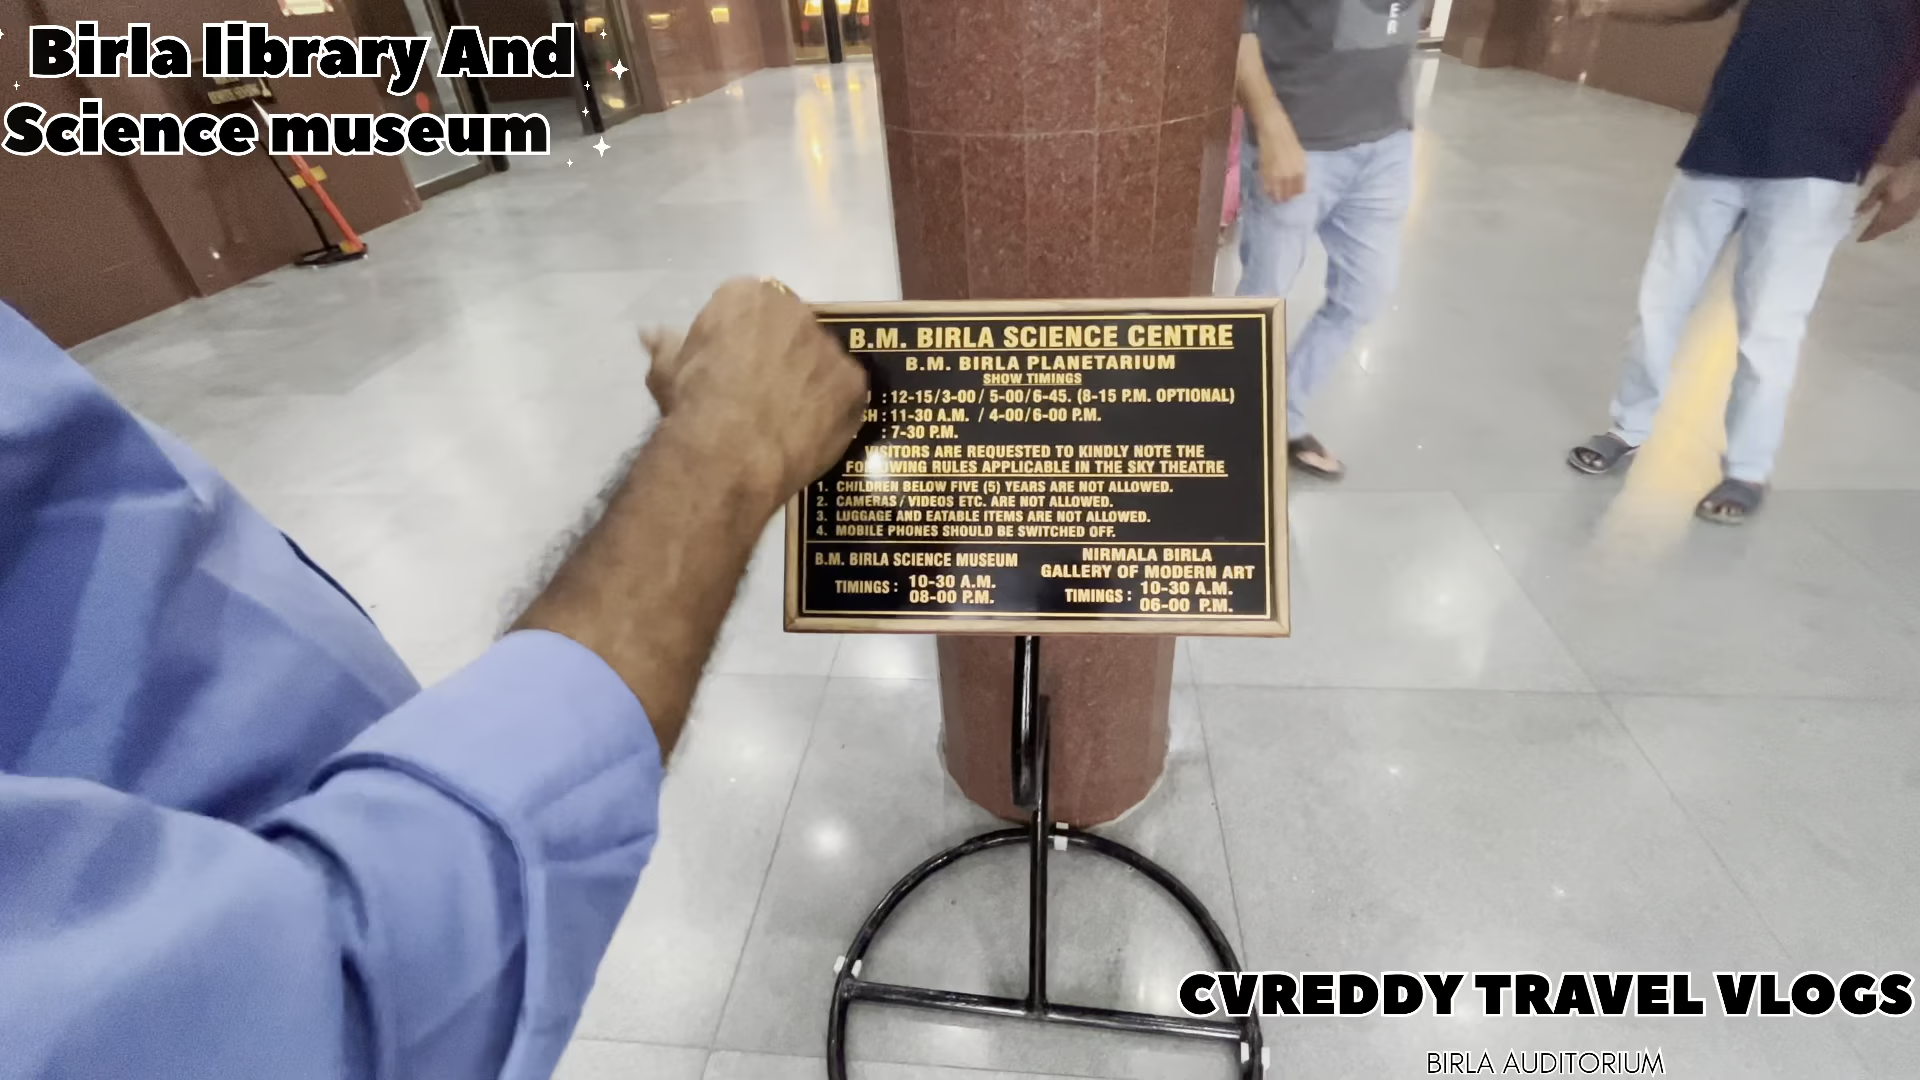 Birla library And
Science museum
B.M. BIRLA SCIENCE CENTRE
B.M. BIRLA PLANETARIUM
SHOW TIMINGS
: 12-15/3-00/ 5-00/6-45. (8-15 P.M. OPTIONAL)
: 11-30 A.M. / 4-00/6-00 P.M.
: 7-30 P.M.
VISITORS ARE REQUESTED TO KINDLY NOTE THE
FOLLOWING RULES APPLICABLE IN THE SKY THEATRE
1. CHILDREN BELOW FIVE (5) YEARS ARE NOT ALLOWED.
2. CAMERAS / VIDEOS ETC. ARE NOT ALLOWED.
3. LUGGAGE AND EATABLE ITEMS ARE NOT ALLOWED.
4. MOBILE PHONES SHOULD BE SWITCHED OFF.
B.M. BIRLA SCIENCE MUSEUM
TIMINGS : 10-30 A.M.
08-00 P.M.
NIRMALA BIRLA
GALLERY OF MODERN ART
TIMINGS : 10-30 A.M.
06-00 P.M.
CVREDDY TRAVEL VLOGS
BIRLA AUDITORIUM